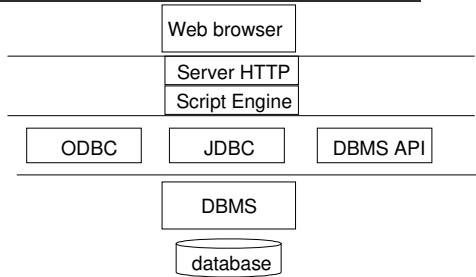 Web browser
Server HTTP
Script Engine
ODBC JDBC DBMS API
DBMS
database